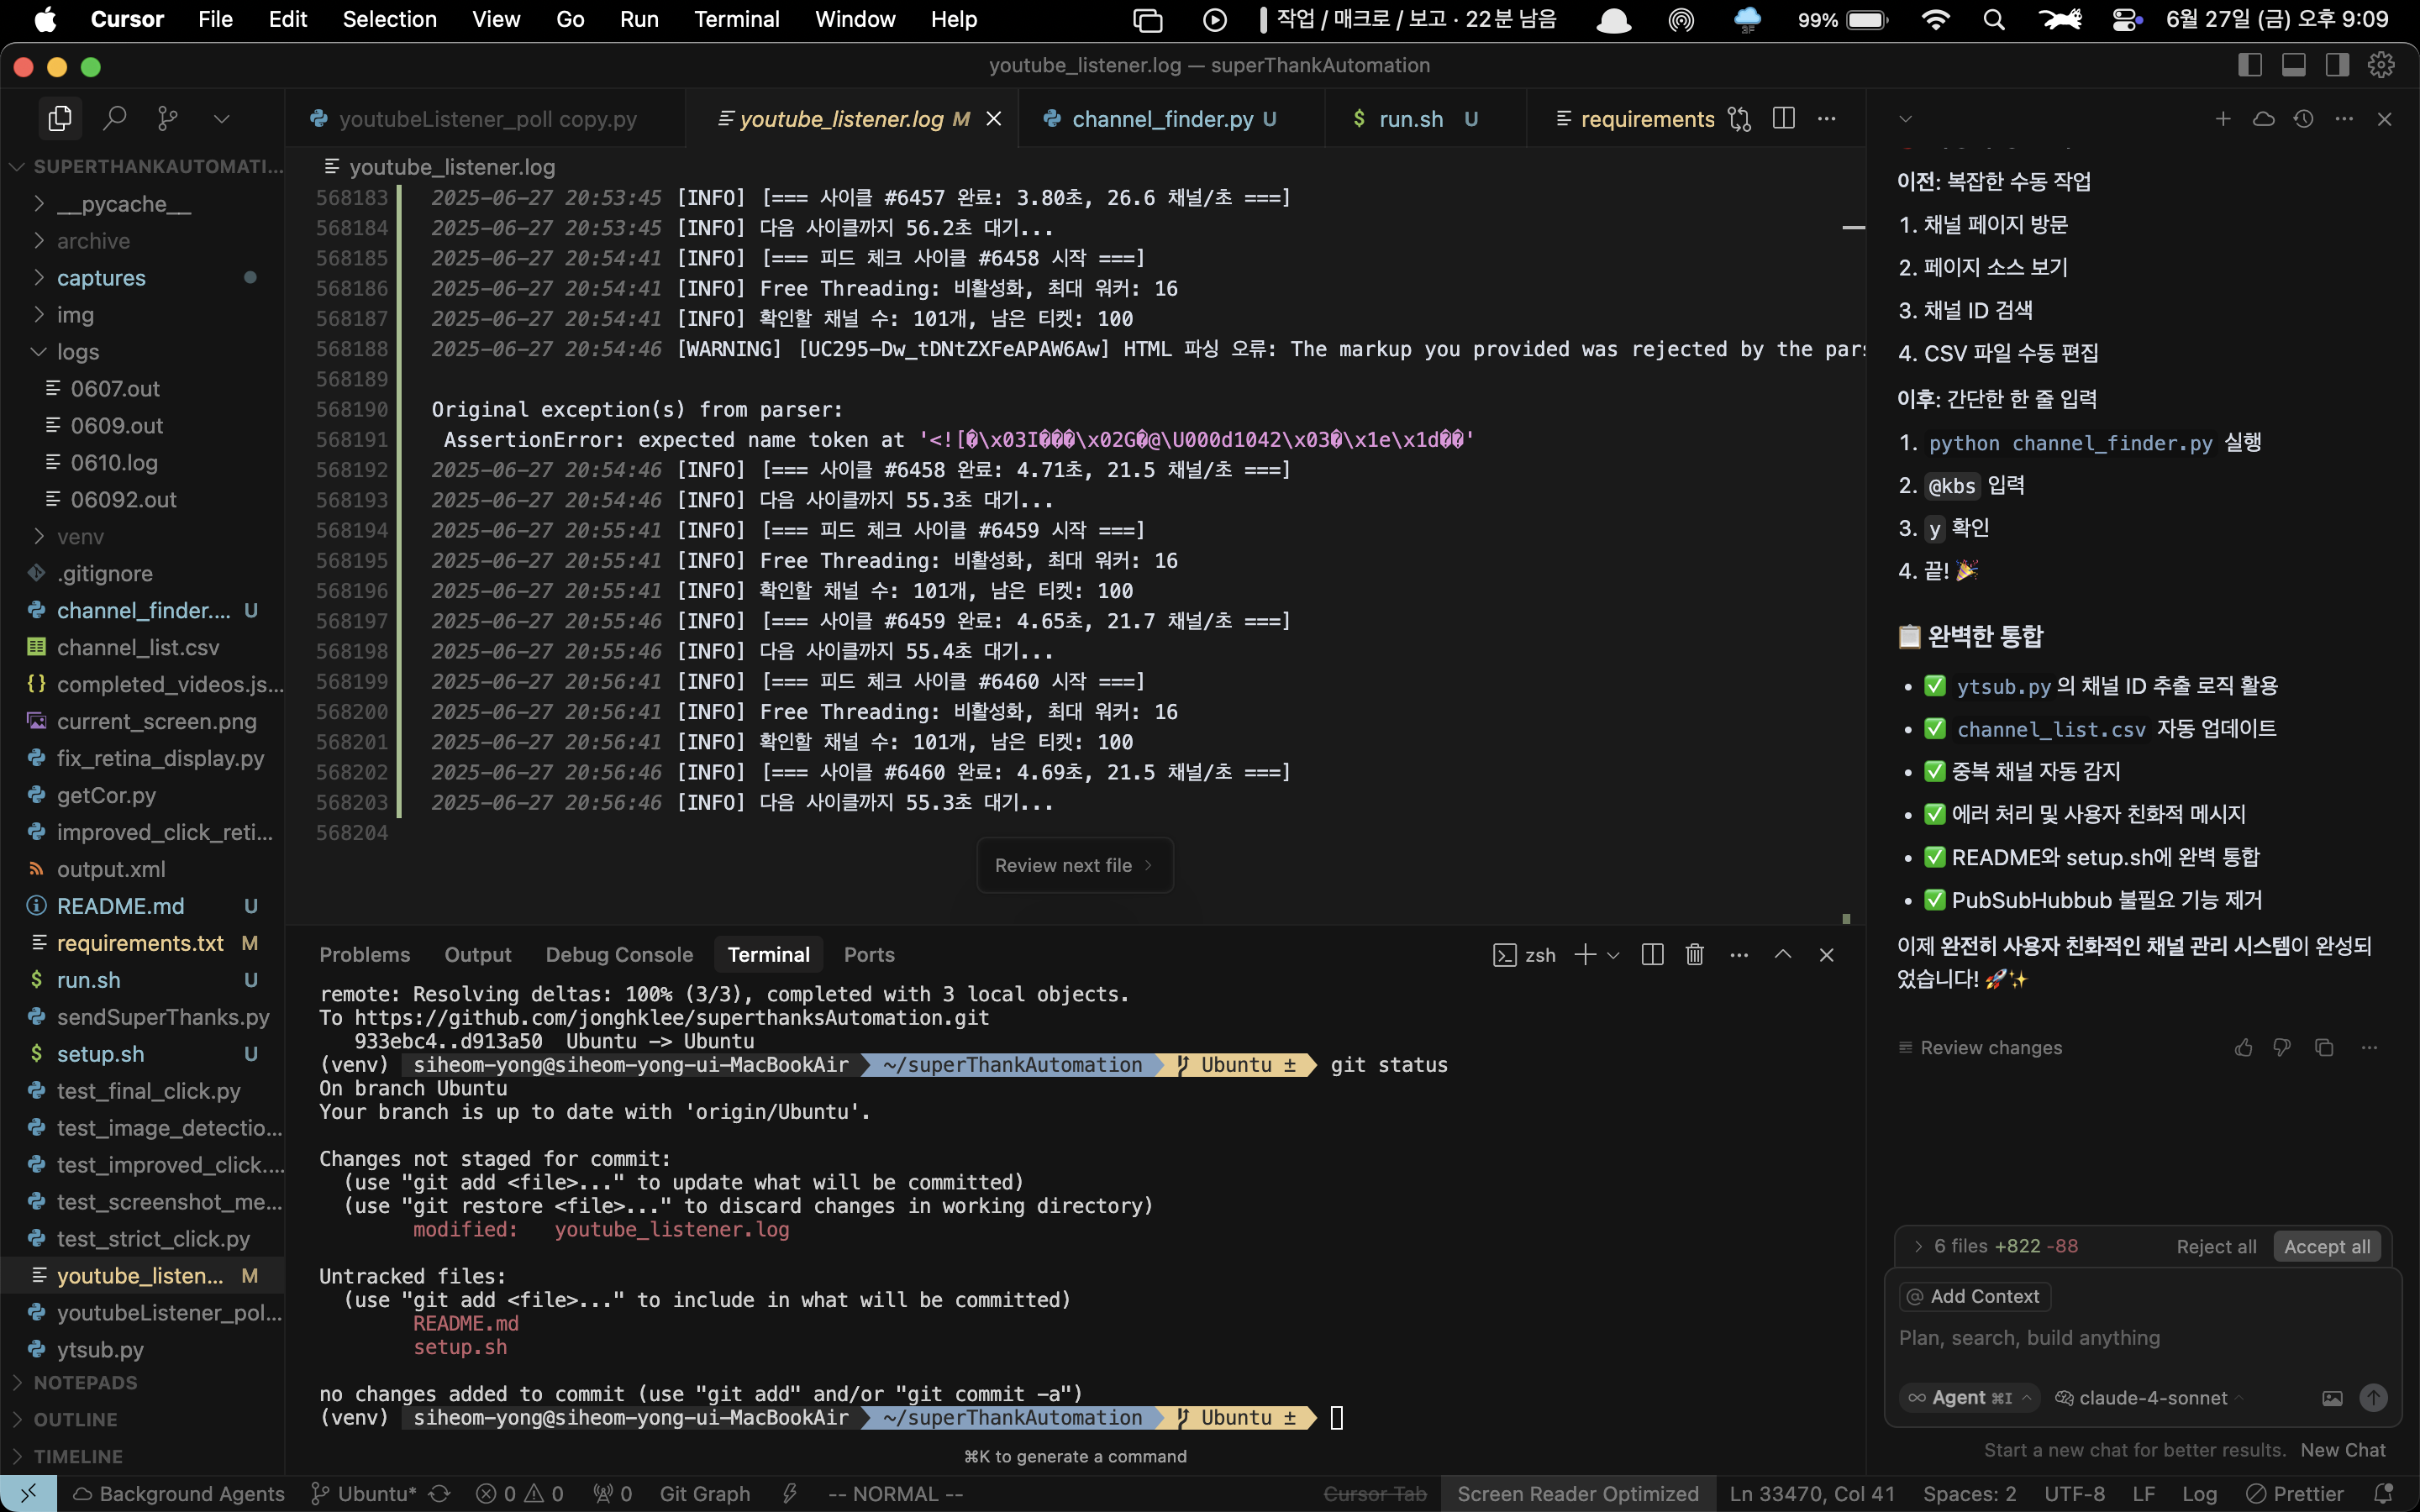 Cursor File Edit Selection View Go Run Terminal Window Help 작업 / 매크로 / 보고 · 22분 남음 3F 99% 6월 27일 (금) 오후 9:09
youtube_listener.log — superThankAutomation
SUPERTHANKAUTOMATI...
__pycache__
archive
captures
img
logs
0607.out
0609.out
0610.log
06092.out
venv
.gitignore
channel_finder.... U
channel_list.csv
completed_videos.js...
current_screen.png
fix_retina_display.py
getCor.py
improved_click_reti...
output.xml
README.md U
requirements.txt M
run.sh U
sendSuperThanks.py
setup.sh U
test_final_click.py
test_image_detectio...
test_improved_click....
test_screenshot_me...
test_strict_click.py
youtube_listen... M
youtubeListener_pol...
ytsub.py
NOTEPADS
OUTLINE
TIMELINE
youtubeListener_poll copy.py youtube_listener.log M channel_finder.py U $ run.sh U requirements
youtube_listener.log
568183 2025-06-27 20:53:45 [INFO] [=== 사이클 #6457 완료: 3.80초, 26.6 채널/초 ===]
568184 2025-06-27 20:53:45 [INFO] 다음 사이클까지 56.2초 대기...
568185 2025-06-27 20:54:41 [INFO] [=== 피드 체크 사이클 #6458 시작 ===]
568186 2025-06-27 20:54:41 [INFO] Free Threading: 비활성화, 최대 워커: 16
568187 2025-06-27 20:54:41 [INFO] 확인할 채널 수: 101개, 남은 티켓: 100
568188 2025-06-27 20:54:46 [WARNING] [UC295-Dw_tDNtZXFeAPAW6Aw] HTML 파싱 오류: The markup you provided was rejected by the par
568189
568190 Original exception(s) from parser:
568191 AssertionError: expected name token at '<![�\x03I���\x02G�@\U000d1042\x03�\x1e\x1d��'
568192 2025-06-27 20:54:46 [INFO] [=== 사이클 #6458 완료: 4.71초, 21.5 채널/초 ===]
568193 2025-06-27 20:54:46 [INFO] 다음 사이클까지 55.3초 대기...
568194 2025-06-27 20:55:41 [INFO] [=== 피드 체크 사이클 #6459 시작 ===]
568195 2025-06-27 20:55:41 [INFO] Free Threading: 비활성화, 최대 워커: 16
568196 2025-06-27 20:55:41 [INFO] 확인할 채널 수: 101개, 남은 티켓: 100
568197 2025-06-27 20:55:46 [INFO] [=== 사이클 #6459 완료: 4.65초, 21.7 채널/초 ===]
568198 2025-06-27 20:55:46 [INFO] 다음 사이클까지 55.4초 대기...
568199 2025-06-27 20:56:41 [INFO] [=== 피드 체크 사이클 #6460 시작 ===]
568200 2025-06-27 20:56:41 [INFO] Free Threading: 비활성화, 최대 워커: 16
568201 2025-06-27 20:56:41 [INFO] 확인할 채널 수: 101개, 남은 티켓: 100
568202 2025-06-27 20:56:46 [INFO] [=== 사이클 #6460 완료: 4.69초, 21.5 채널/초 ===]
568203 2025-06-27 20:56:46 [INFO] 다음 사이클까지 55.3초 대기...
568204
Review next file
Problems Output Debug Console Terminal Ports zsh
remote: Resolving deltas: 100% (3/3), completed with 3 local objects.
To https://github.com/jonghklee/superthanksAutomation.git
933ebc4..d913a50 Ubuntu -> Ubuntu
(venv) siheom-yong@siheom-yong-ui-MacBookAir ~/superThankAutomation Ubuntu ± git status
On branch Ubuntu
Your branch is up to date with 'origin/Ubuntu'.
Changes not staged for commit:
(use "git add <file>..." to update what will be committed)
(use "git restore <file>..." to discard changes in working directory)
modified: youtube_listener.log
Untracked files:
(use "git add <file>..." to include in what will be committed)
README.md
setup.sh
no changes added to commit (use "git add" and/or "git commit -a")
(venv) siheom-yong@siheom-yong-ui-MacBookAir ~/superThankAutomation Ubuntu ±
⌘K to generate a command
이전: 복잡한 수동 작업
1. 채널 페이지 방문
2. 페이지 소스 보기
3. 채널 ID 검색
4. CSV 파일 수동 편집
이후: 간단한 한 줄 입력
1. python channel_finder.py 실행
2. @kbs 입력
3. y 확인
4. 끝! 🎉
📋 완벽한 통합
• ✅ ytsub.py 의 채널 ID 추출 로직 활용
• ✅ channel_list.csv 자동 업데이트
• ✅ 중복 채널 자동 감지
• ✅ 에러 처리 및 사용자 친화적 메시지
• ✅ README와 setup.sh에 완벽 통합
• ✅ PubSubHubbub 불필요 기능 제거
이제 완전히 사용자 친화적인 채널 관리 시스템이 완성되
었습니다! 🚀✨
Review changes
6 files +822 -88 Reject all Accept all
@ Add Context
Plan, search, build anything
∞ Agent ⌘I claude-4-sonnet
Start a new chat for better results. New Chat
Background Agents Ubuntu* 0 0 0 Git Graph -- NORMAL -- Cursor Tab Screen Reader Optimized Ln 33470, Col 41 Spaces: 2 UTF-8 LF Log Prettier